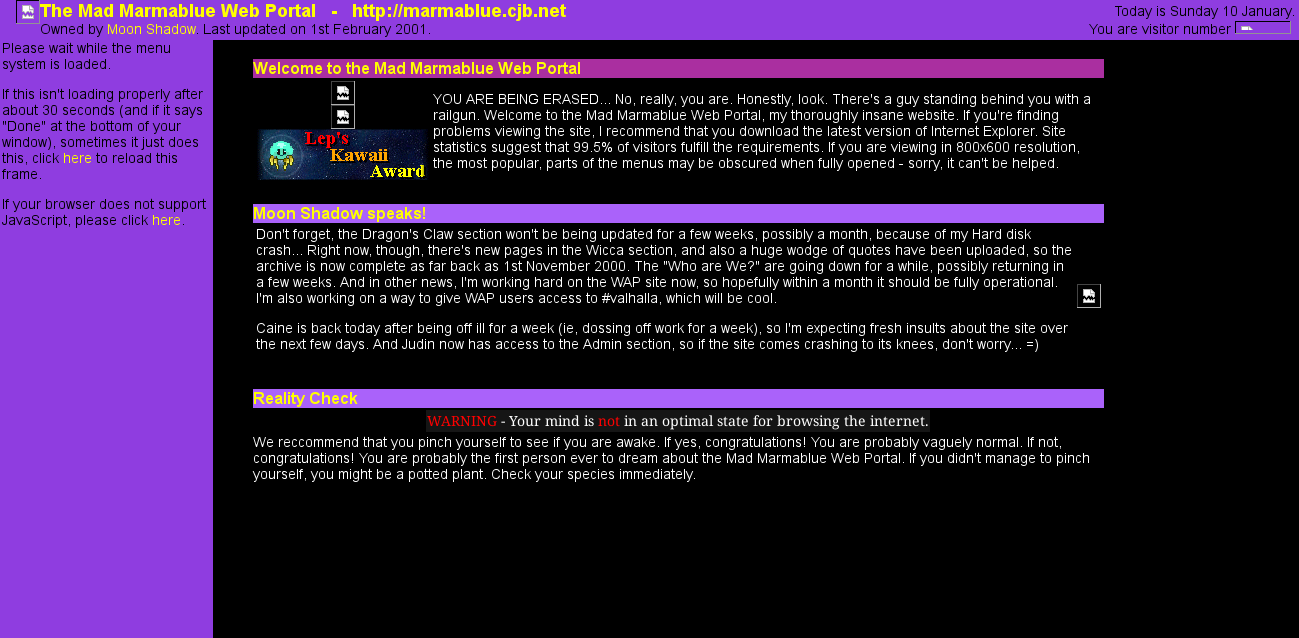 The Mad Marmablue Web Portal - http://marmablue.cjb.net
Owned by Moon Shadow. Last updated on 1st February 2001.
Today is Sunday 10 January.
You are visitor number
Please wait while the menu
system is loaded.
If this isn't loading properly after
about 30 seconds (and if it says
"Done" at the bottom of your
window), sometimes it just does
this, click here to reload this
frame.
If your browser does not support
JavaScript, please click here.
Welcome to the Mad Marmablue Web Portal
Lep's
Kawaii
Award
YOU ARE BEING ERASED... No, really, you are. Honestly, look. There's a guy standing behind you with a
railgun. Welcome to the Mad Marmablue Web Portal, my thoroughly insane website. If you're finding
problems viewing the site, I recommend that you download the latest version of Internet Explorer. Site
statistics suggest that 99.5% of visitors fulfill the requirements. If you are viewing in 800x600 resolution,
the most popular, parts of the menus may be obscured when fully opened - sorry, it can't be helped.
Moon Shadow speaks!
Don't forget, the Dragon's Claw section won't be being updated for a few weeks, possibly a month, because of my Hard disk
crash... Right now, though, there's new pages in the Wicca section, and also a huge wodge of quotes have been uploaded, so the
archive is now complete as far back as 1st November 2000. The "Who are We?" are going down for a while, possibly returning in
a few weeks. And in other news, I'm working hard on the WAP site now, so hopefully within a month it should be fully operational.
I'm also working on a way to give WAP users access to #valhalla, which will be cool.
Caine is back today after being off ill for a week (ie, dossing off work for a week), so I'm expecting fresh insults about the site over
the next few days. And Judin now has access to the Admin section, so if the site comes crashing to its knees, don't worry... =)
Reality Check
WARNING - Your mind is not in an optimal state for browsing the internet.
We reccommend that you pinch yourself to see if you are awake. If yes, congratulations! You are probably vaguely normal. If not,
congratulations! You are probably the first person ever to dream about the Mad Marmablue Web Portal. If you didn't manage to pinch
yourself, you might be a potted plant. Check your species immediately.